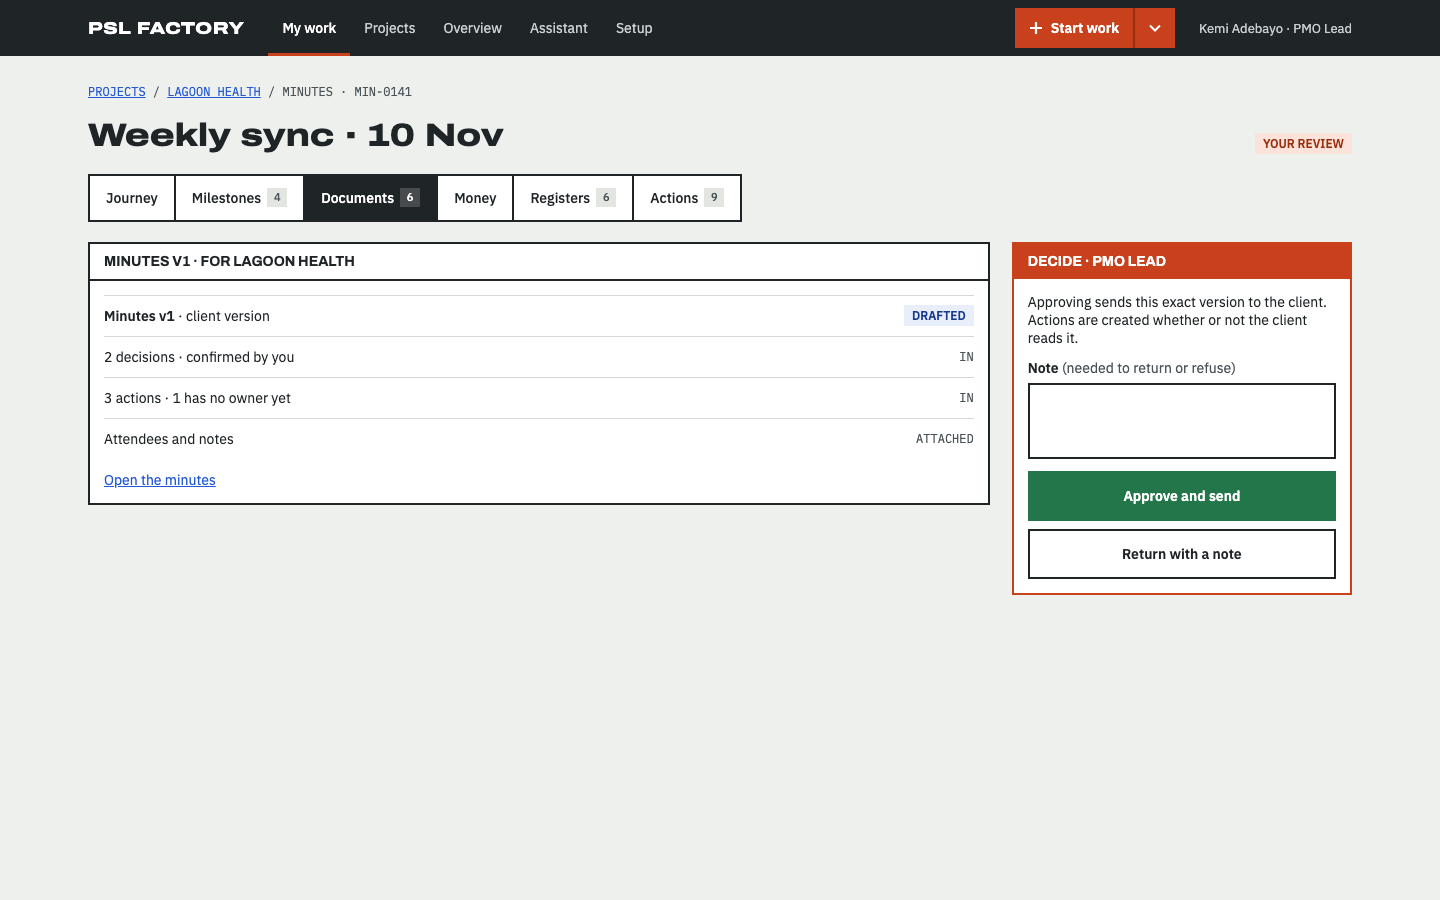 PSL FACTORY My work Projects Overview Assistant Setup + Start work Kemi Adebayo · PMO Lead
PROJECTS / LAGOON HEALTH / MINUTES · MIN-0141
Weekly sync · 10 Nov
YOUR REVIEW
Journey Milestones 4 Documents 6 Money Registers 6 Actions 9
MINUTES V1 · FOR LAGOON HEALTH
Minutes v1 · client version DRAFTED
2 decisions · confirmed by you IN
3 actions · 1 has no owner yet IN
Attendees and notes ATTACHED
Open the minutes
DECIDE · PMO LEAD
Approving sends this exact version to the client.
Actions are created whether or not the client
reads it.
Note (needed to return or refuse)
Approve and send
Return with a note